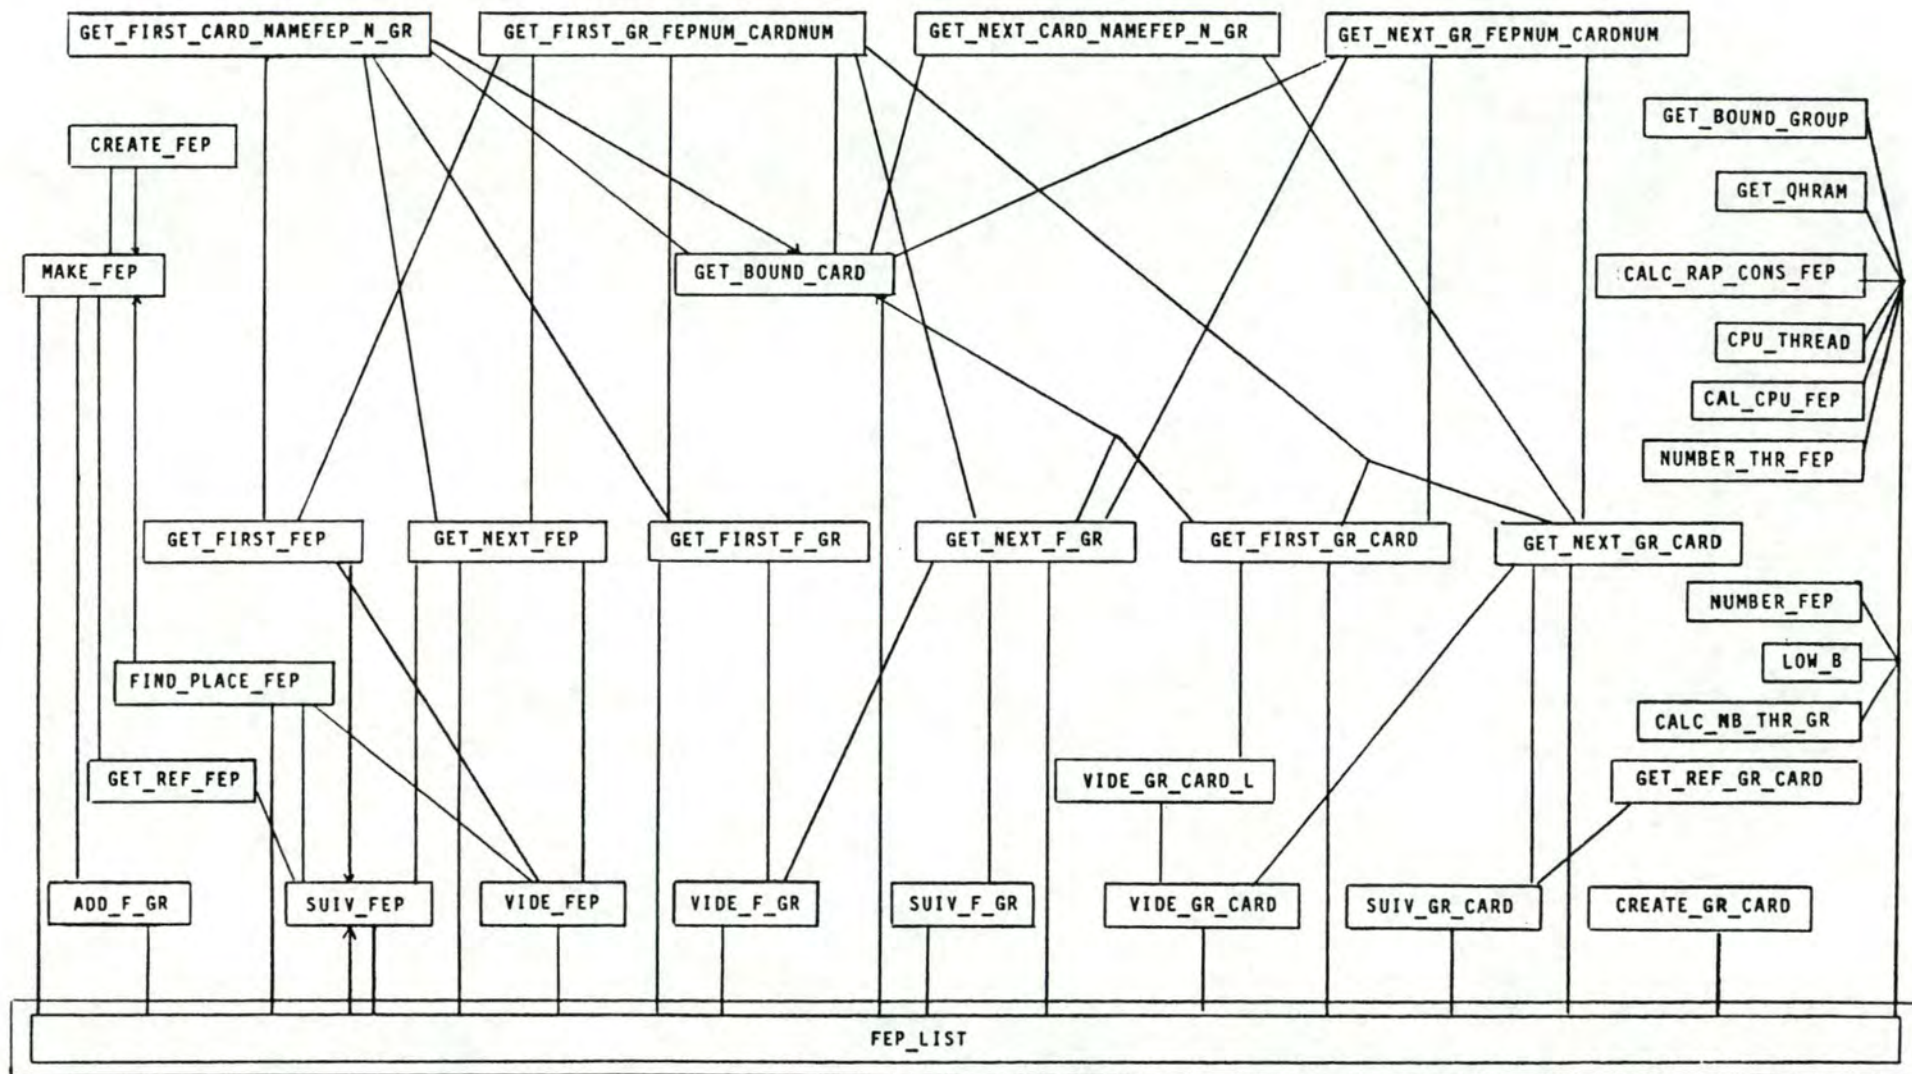 GET_FIRST_CARD_NAMEFEP_N_GR
GET_FIRST_GR_FEPNUM_CARDNUM
GET_NEXT_CARD_NAMEFEP_N_GR
GET_NEXT_GR_FEPNUM_CARDNUM
GET_BOUND_GROUP
CREATE_FEP
GET_QHRAM
MAKE_FEP
GET_BOUND_CARD
CALC_RAP_CONS_FEP
CPU_THREAD
CAL_CPU_FEP
NUMBER_THR_FEP
GET_FIRST_FEP
GET_NEXT_FEP
GET_FIRST_F_GR
GET_NEXT_F_GR
GET_FIRST_GR_CARD
GET_NEXT_GR_CARD
NUMBER_FEP
LOW_B
FIND_PLACE_FEP
CALC_NB_THR_GR
GET_REF_FEP
VIDE_GR_CARD_L
GET_REF_GR_CARD
ADD_F_GR
SUIV_FEP
VIDE_FEP
VIDE_F_GR
SUIV_F_GR
VIDE_GR_CARD
SUIV_GR_CARD
CREATE_GR_CARD
FEP_LIST